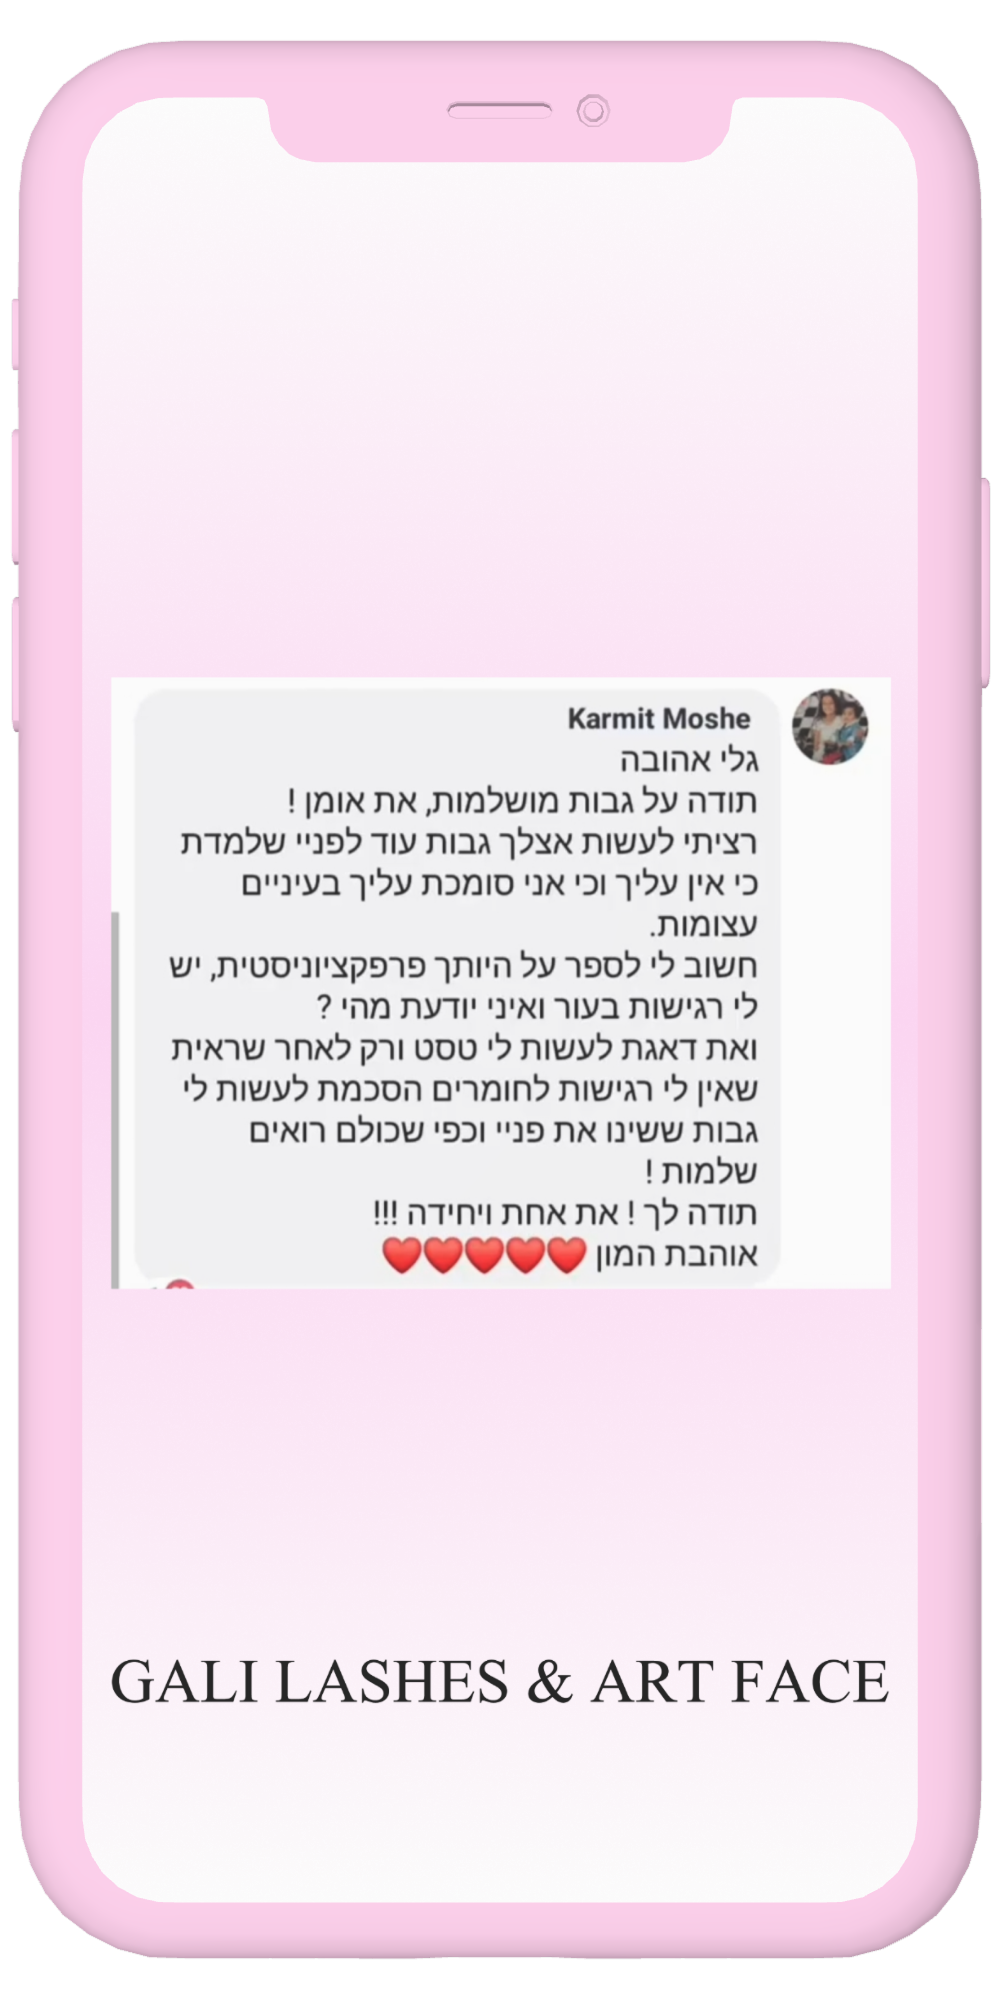 Karmit Moshe
גלי אהובה
תודה על גבות מושלמות, את אומן !
רציתי לעשות אצלך גבות עוד לפניי שלמדת
כי אין עליך וכי אני סומכת עליך בעיניים
עצומות.
חשוב לי לספר על היותך פרפקציוניסטית, יש
לי רגישות בעור ואיני יודעת מהי ?
ואת דאגת לעשות לי טסט ורק לאחר שראית
שאין לי רגישות לחומרים הסכמת לעשות לי
גבות ששינו את פניי וכפי שכולם רואים
שלמות !
תודה לך ! את אחת ויחידה !!!
אוהבת המון ❤️❤️❤️❤️❤️
GALI LASHES & ART FACE